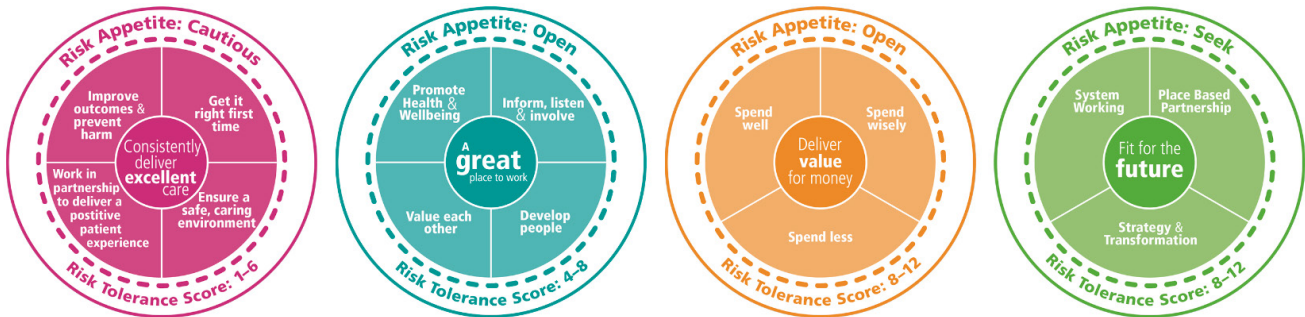 Risk Appetite: Cautious
Improve
outcomes &
prevent
harm
Get it
right first
time
Consistently
deliver
excellent
care
Work in
partnership
to deliver a
postitive
patient
experience
Ensure a
safe, caring
environment
Risk Tolerance Score: 1–6
Risk Appetite: Open
Promote
Health &
Wellbeing
Inform, listen
& involve
A
great
place to work
Value each
other
Develop
people
Risk Tolerance Score: 4–8
Risk Appetite: Open
Spend
well
Spend
wisely
Deliver
value
for money
Spend less
Risk Tolerance Score: 8–12
Risk Appetite: Seek
System
Working
Place Based
Partnership
Fit for the
future
Strategy &
Transformation
Risk Tolerance Score: 8–12